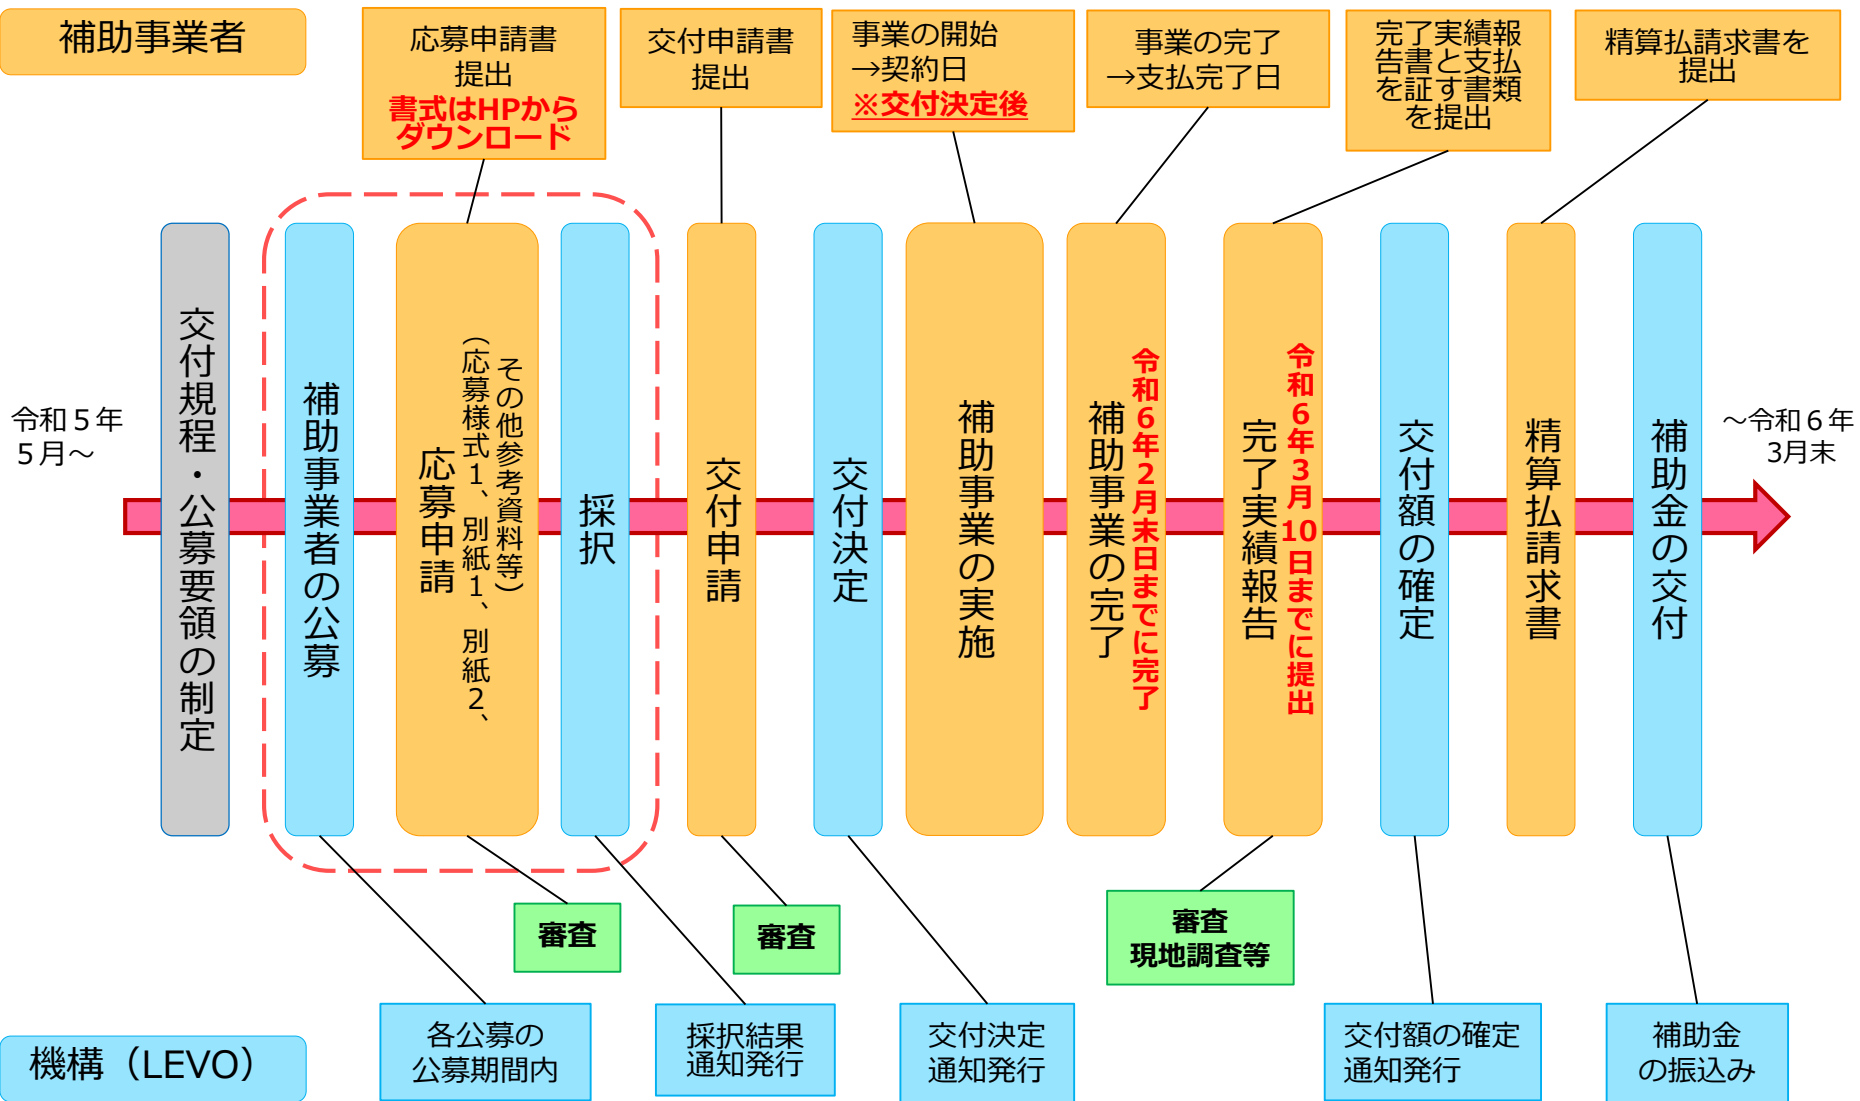 補助事業者
応募申請書
提出
書式はHPから
ダウンロード
交付申請書
提出
事業の開始
→契約日
※交付決定後
事業の完了
→支払完了日
完了実績報
告書と支払
を証す書類
を提出
精算払請求書を
提出
令和５年
５月～
交付規程・公募要領の制定
補助事業者の公募
応募申請
（応募様式１、別紙１、別紙２、
その他参考資料等）
採択
交付申請
交付決定
補助事業の実施
補助事業の完了
令和６年２月末日までに完了
完了実績報告
令和６年３月10日までに提出
交付額の確定
精算払請求書
補助金の交付
～令和６年
3月末
審査
審査
審査
現地調査等
機構（LEVO）
各公募の
公募期間内
採択結果
通知発行
交付決定
通知発行
交付額の確定
通知発行
補助金
の振込み